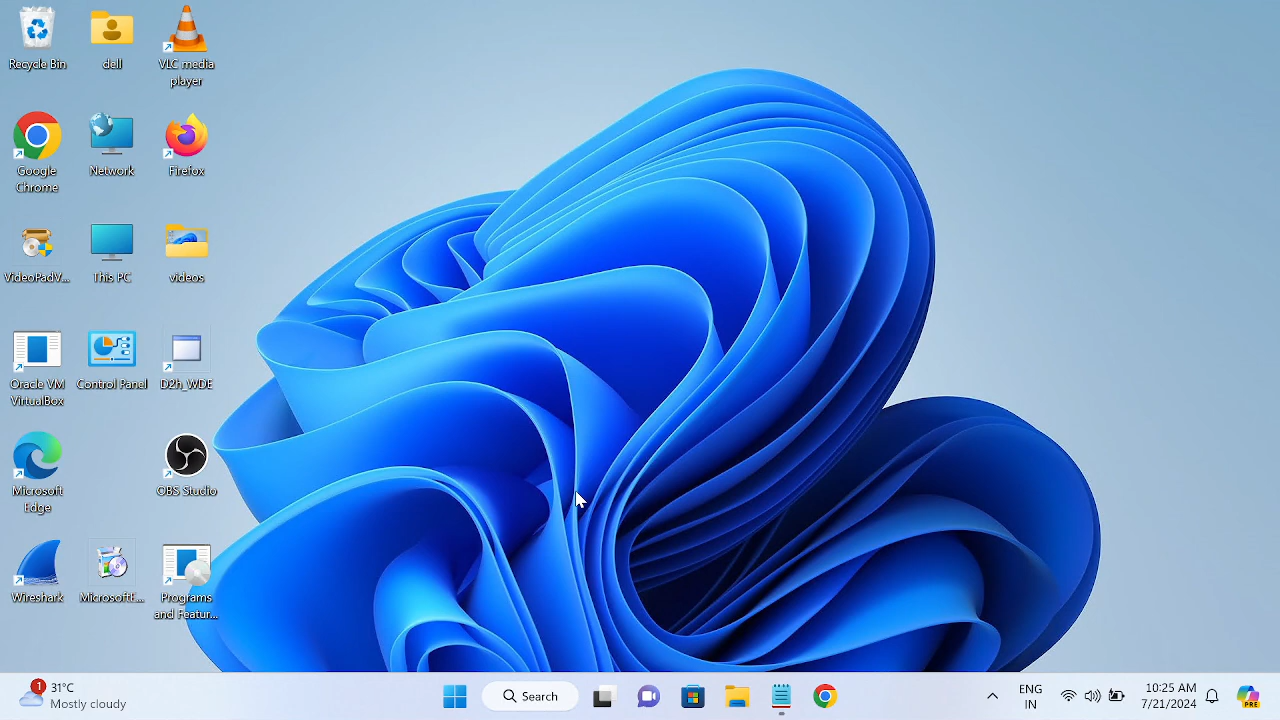 Recycle Bin
dell
VLC media
player
Google
Chrome
Network
Firefox
VideoPadV...
This PC
videos
Oracle VM
VirtualBox
Control Panel
D2h_WDE
Microsoft
Edge
OBS Studio
Wireshark
MicrosoftE...
Programs
and Featur...
1
31°C
Mostly cloudy
Search
ENG
IN
10:25 AM
7/21/2024
PRE